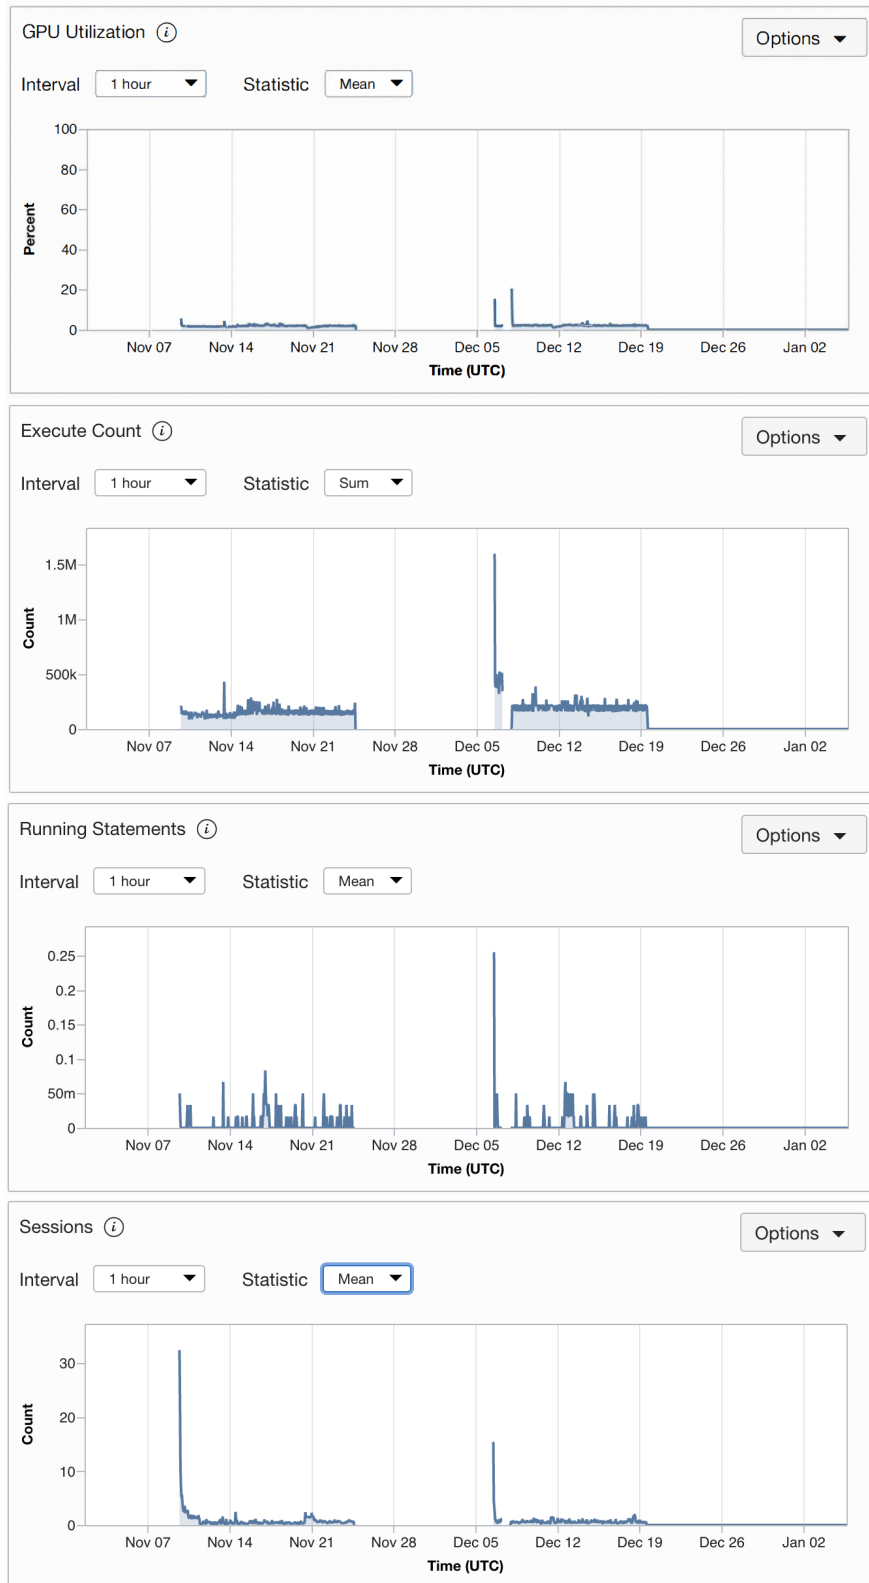 GPU Utilization i
Options
Interval 1 hour Statistic Mean
100
80
60
40
20
0
Percent
Nov 07 Nov 14 Nov 21 Nov 28 Dec 05 Dec 12 Dec 19 Dec 26 Jan 02
Time (UTC)
Execute Count i
Options
Interval 1 hour Statistic Sum
1.5M
1M
500k
0
Count
Nov 07 Nov 14 Nov 21 Nov 28 Dec 05 Dec 12 Dec 19 Dec 26 Jan 02
Time (UTC)
Running Statements i
Options
Interval 1 hour Statistic Mean
0.25
0.2
0.15
0.1
50m
0
Count
Nov 07 Nov 14 Nov 21 Nov 28 Dec 05 Dec 12 Dec 19 Dec 26 Jan 02
Time (UTC)
Sessions i
Options
Interval 1 hour Statistic Mean
30
20
10
0
Count
Nov 07 Nov 14 Nov 21 Nov 28 Dec 05 Dec 12 Dec 19 Dec 26 Jan 02
Time (UTC)